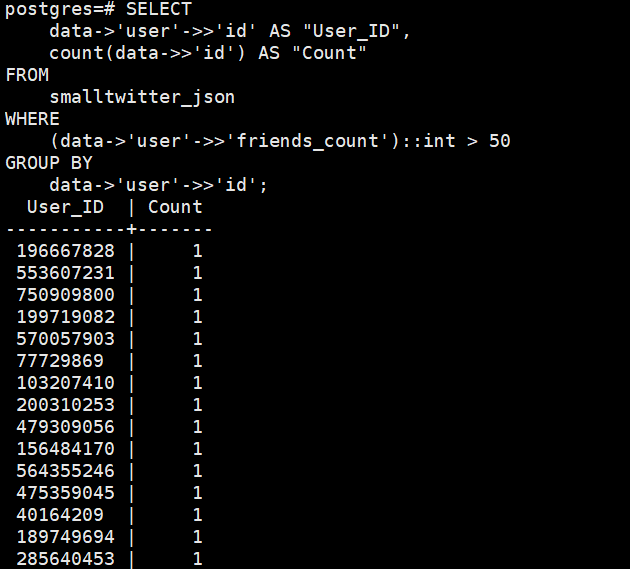 postgres=# SELECT
    data->'user'->>'id' AS "User_ID",
    count(data->>'id') AS "Count"
FROM
    smalltwitter_json
WHERE
    (data->'user'->>'friends_count')::int > 50
GROUP BY
    data->'user'->>'id';
  User_ID  | Count
-----------+-------
 196667828 |     1
 553607231 |     1
 750909800 |     1
 199719082 |     1
 570057903 |     1
 77729869  |     1
 103207410 |     1
 200310253 |     1
 479309056 |     1
 156484170 |     1
 564355246 |     1
 475359045 |     1
 40164209  |     1
 189749694 |     1
 285640453 |     1